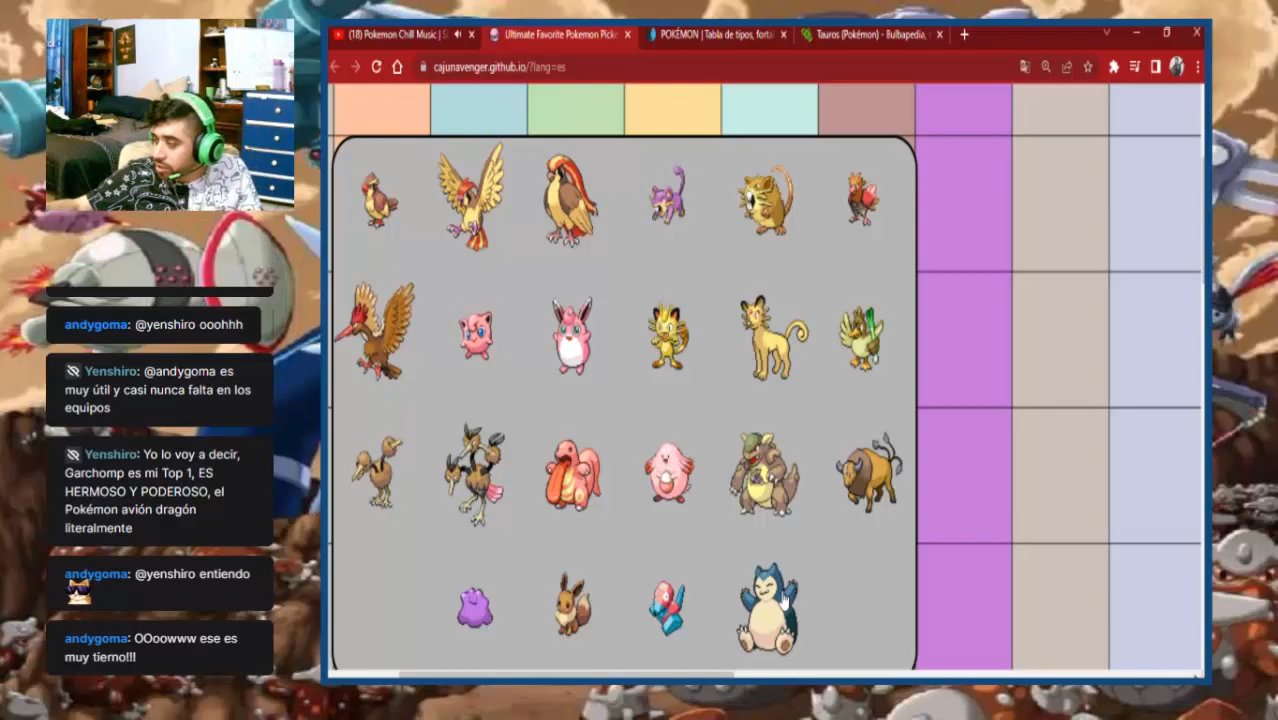 (18) Pokemon Chill Music | S
Ultimate Favorite Pokemon Picke
POKÉMON | Tabla de tipos, fortal
Tauros (Pokémon) - Bulbapedia,
cajunavenger.github.io/?lang=es
andygoma: @yenshiro ooohhh
Yenshiro: @andygoma es
muy útil y casi nunca falta en los
equipos
Yenshiro: Yo lo voy a decir,
Garchomp es mi Top 1, ES
HERMOSO Y PODEROSO, el
Pokémon avión dragón
literalmente
andygoma: @yenshiro entiendo
andygoma: OOoowww ese es
muy tierno!!!